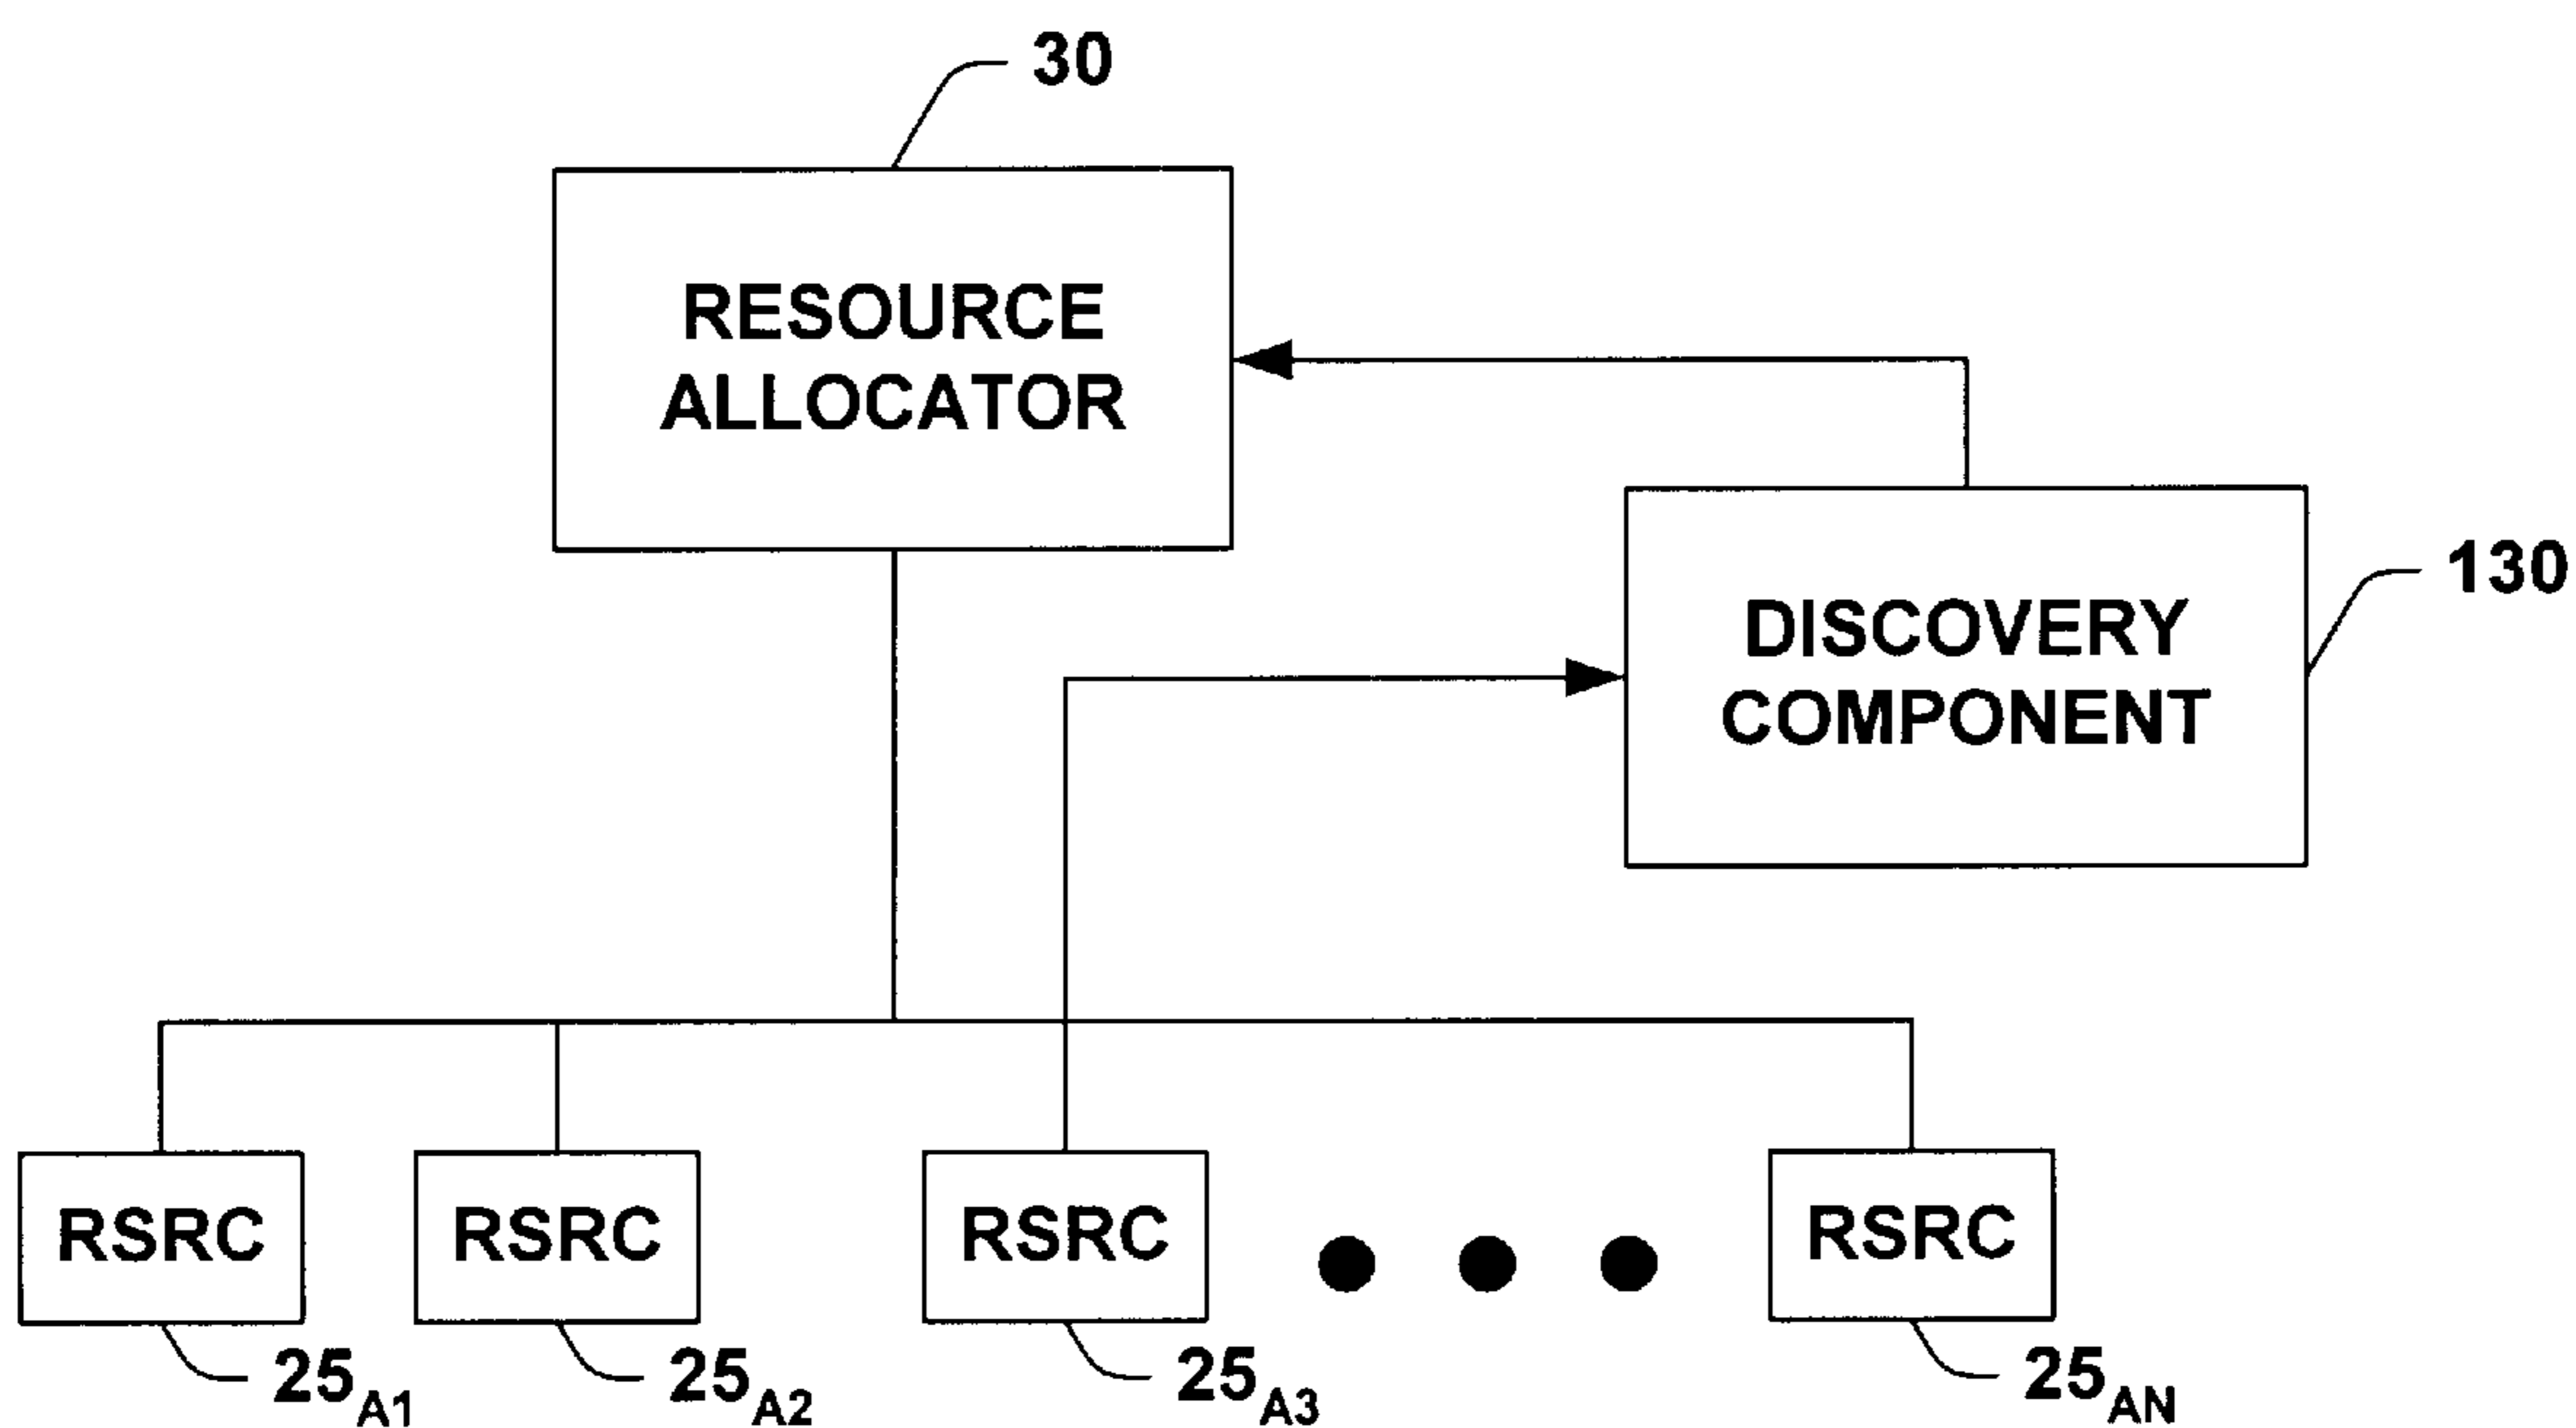 30
RESOURCE
ALLOCATOR
130
DISCOVERY
COMPONENT
RSRC
RSRC
RSRC
RSRC
25A1
25A2
25A3
25AN